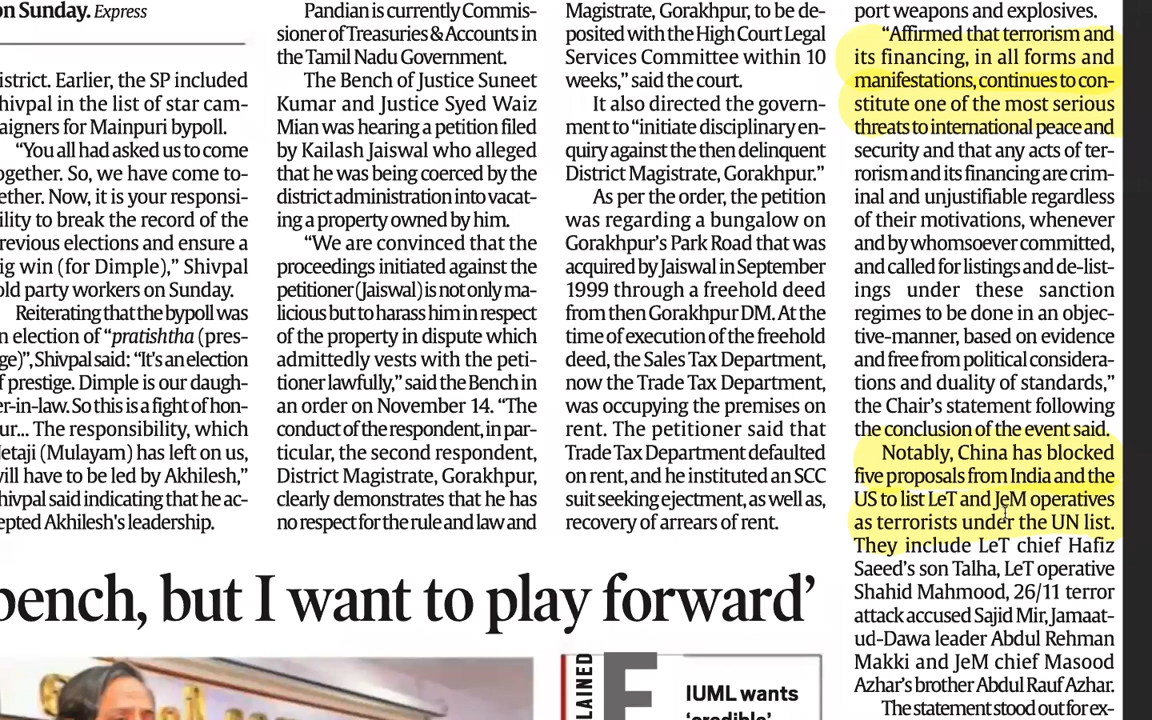 on Sunday. Express
istrict. Earlier, the SP included
hivpal in the list of star cam-
aigners for Mainpuri bypoll.
“You all had asked us to come
ogether. So, we have come to-
ether. Now, it is your responsi-
ility to break the record of the
revious elections and ensure a
ig win (for Dimple),” Shivpal
old party workers on Sunday.
Reiterating that the bypoll was
n election of “pratishtha (pres-
ge)”, Shivpal said: “It’s an election
f prestige. Dimple is our daugh-
er-in-law. So this is a fight of hon-
ur... The responsibility, which
etaji (Mulayam) has left on us,
vill have to be led by Akhilesh,”
hivpal said indicating that he ac-
epted Akhilesh's leadership.
Pandian is currently Commis-
sioner of Treasuries & Accounts in
the Tamil Nadu Government.
The Bench of Justice Suneet
Kumar and Justice Syed Waiz
Mian was hearing a petition filed
by Kailash Jaiswal who alleged
that he was being coerced by the
district administration into vacat-
ing a property owned by him.
“We are convinced that the
proceedings initiated against the
petitioner (Jaiswal) is not only ma-
licious but to harass him in respect
of the property in dispute which
admittedly vests with the peti-
tioner lawfully,” said the Bench in
an order on November 14. “The
conduct of the respondent, in par-
ticular, the second respondent,
District Magistrate, Gorakhpur,
clearly demonstrates that he has
no respect for the rule and law and
Magistrate, Gorakhpur, to be de-
posited with the High Court Legal
Services Committee within 10
weeks,” said the court.
It also directed the govern-
ment to “initiate disciplinary en-
quiry against the then delinquent
District Magistrate, Gorakhpur.”
As per the order, the petition
was regarding a bungalow on
Gorakhpur’s Park Road that was
acquired by Jaiswal in September
1999 through a freehold deed
from then Gorakhpur DM. At the
time of execution of the freehold
deed, the Sales Tax Department,
now the Trade Tax Department,
was occupying the premises on
rent. The petitioner said that
Trade Tax Department defaulted
on rent, and he instituted an SCC
suit seeking ejectment, as well as,
recovery of arrears of rent.
port weapons and explosives.
“Affirmed that terrorism and
its financing, in all forms and
manifestations, continues to con-
stitute one of the most serious
threats to international peace and
security and that any acts of ter-
rorism and its financing are crim-
inal and unjustifiable regardless
of their motivations, whenever
and by whomsoever committed,
and called for listings and de-list-
ings under these sanction
regimes to be done in an objec-
tive-manner, based on evidence
and free from political considera-
tions and duality of standards,”
the Chair’s statement following
the conclusion of the event said.
Notably, China has blocked
five proposals from India and the
US to list LeT and JeM operatives
as terrorists under the UN list.
They include LeT chief Hafiz
Saeed’s son Talha, LeT operative
Shahid Mahmood, 26/11 terror
attack accused Sajid Mir, Jamaat-
ud-Dawa leader Abdul Rehman
Makki and JeM chief Masood
Azhar’s brother Abdul Rauf Azhar.
The statement stood out for ex-
bench, but I want to play forward’
LAINED
E
IUML wants
‘credible’